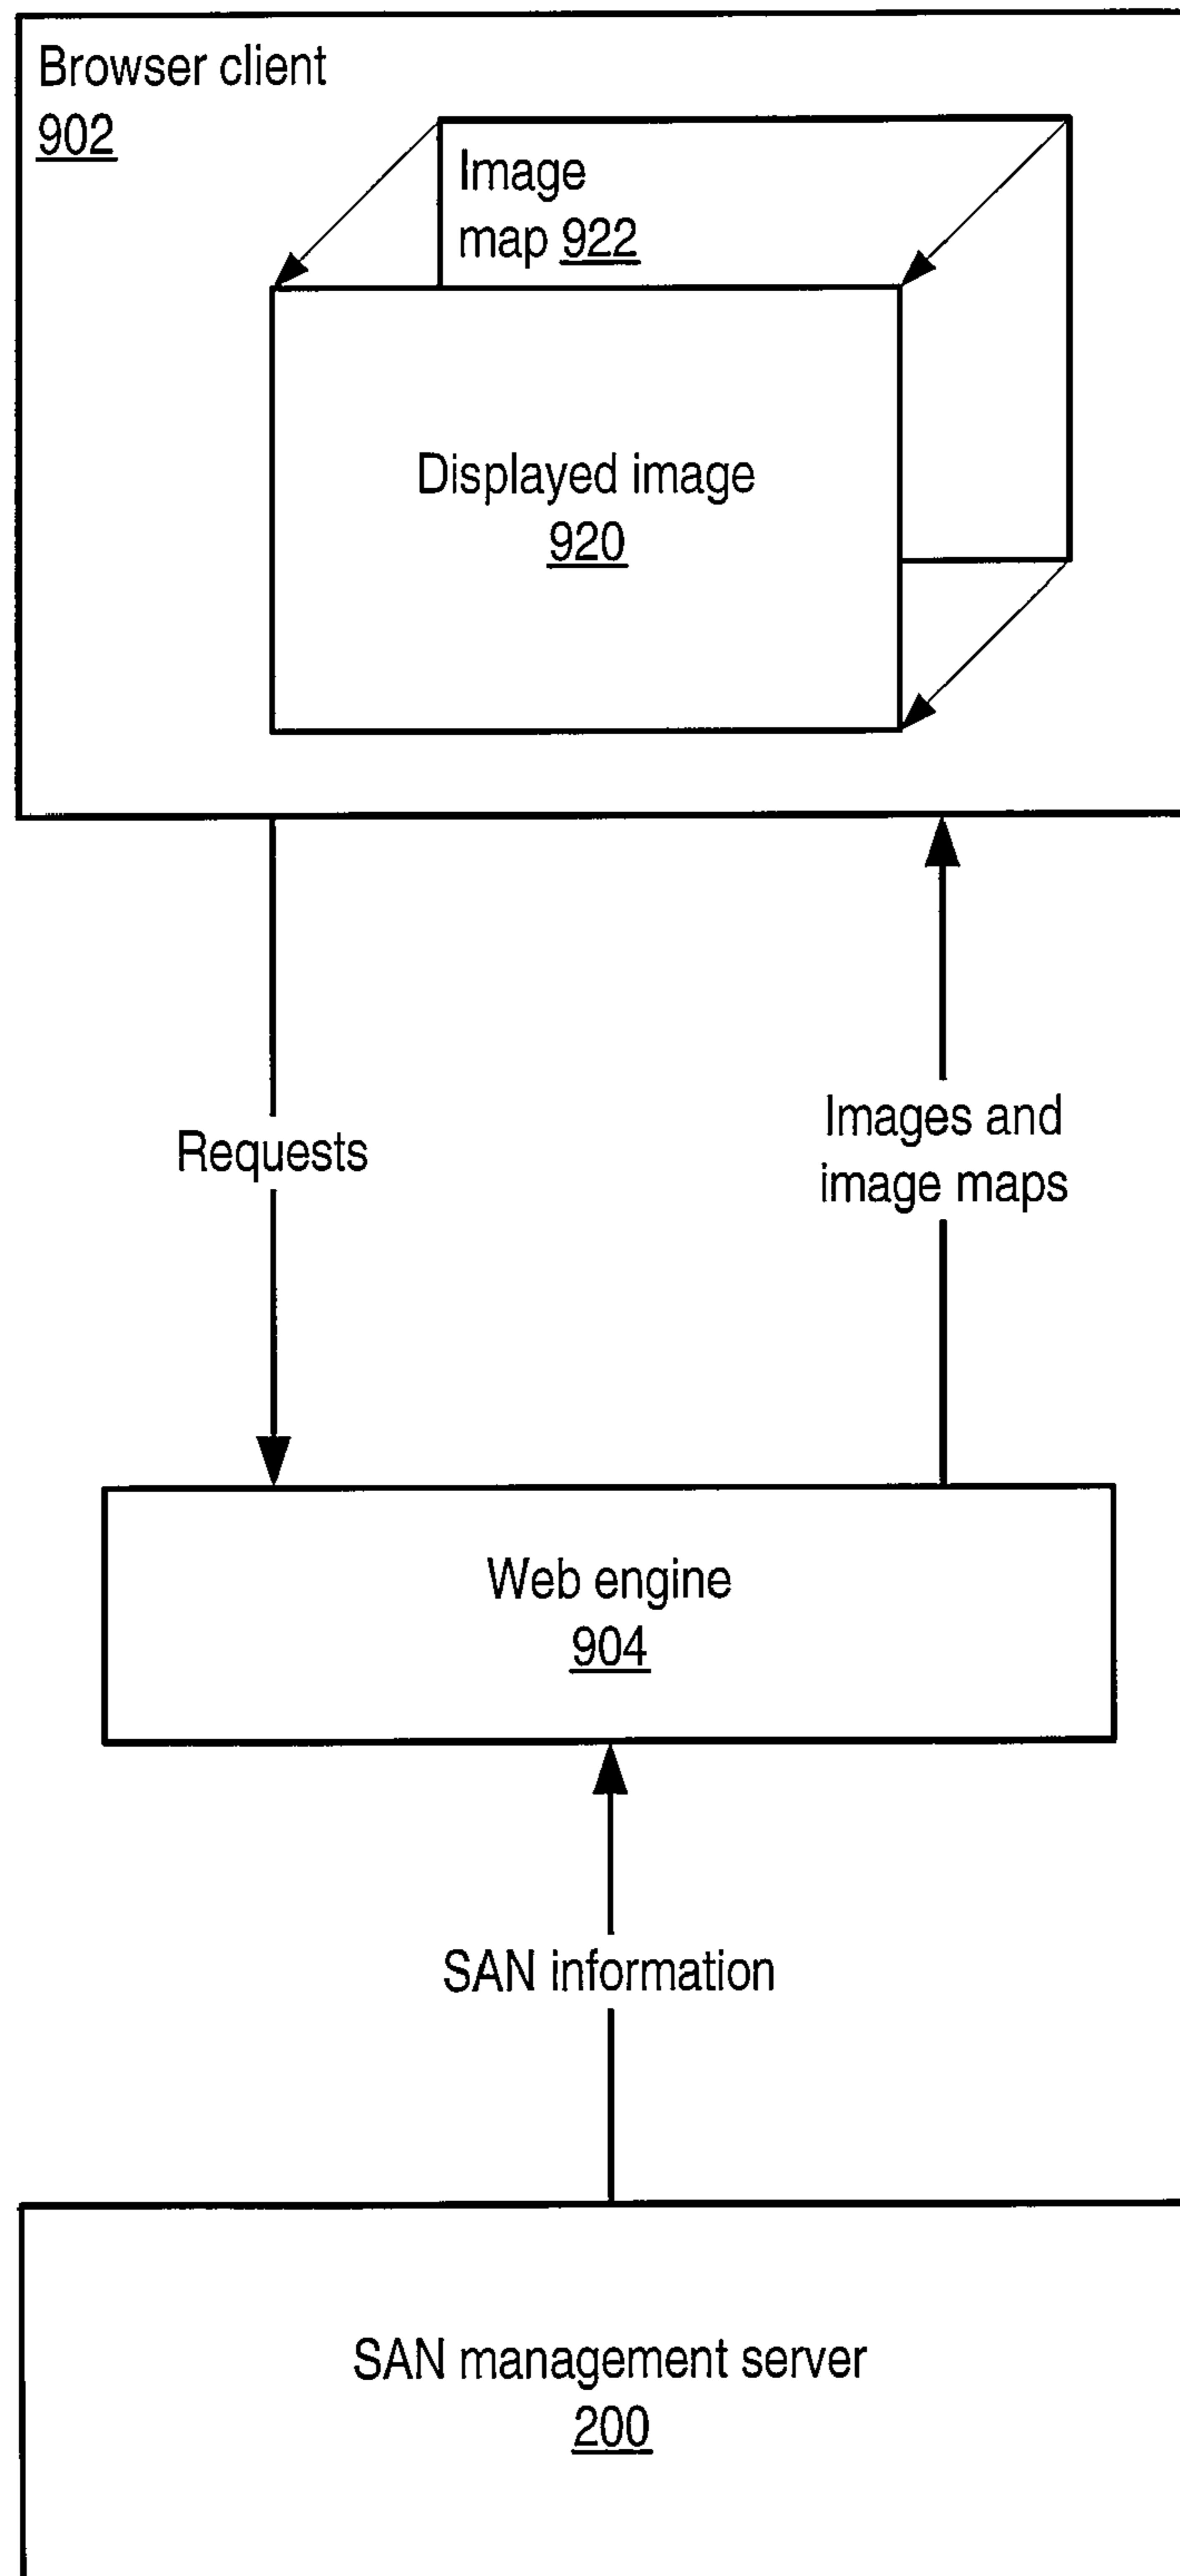 Browser client
902
Image
map 922
Displayed image
920
Requests
Images and
image maps
Web engine
904
SAN information
SAN management server
200